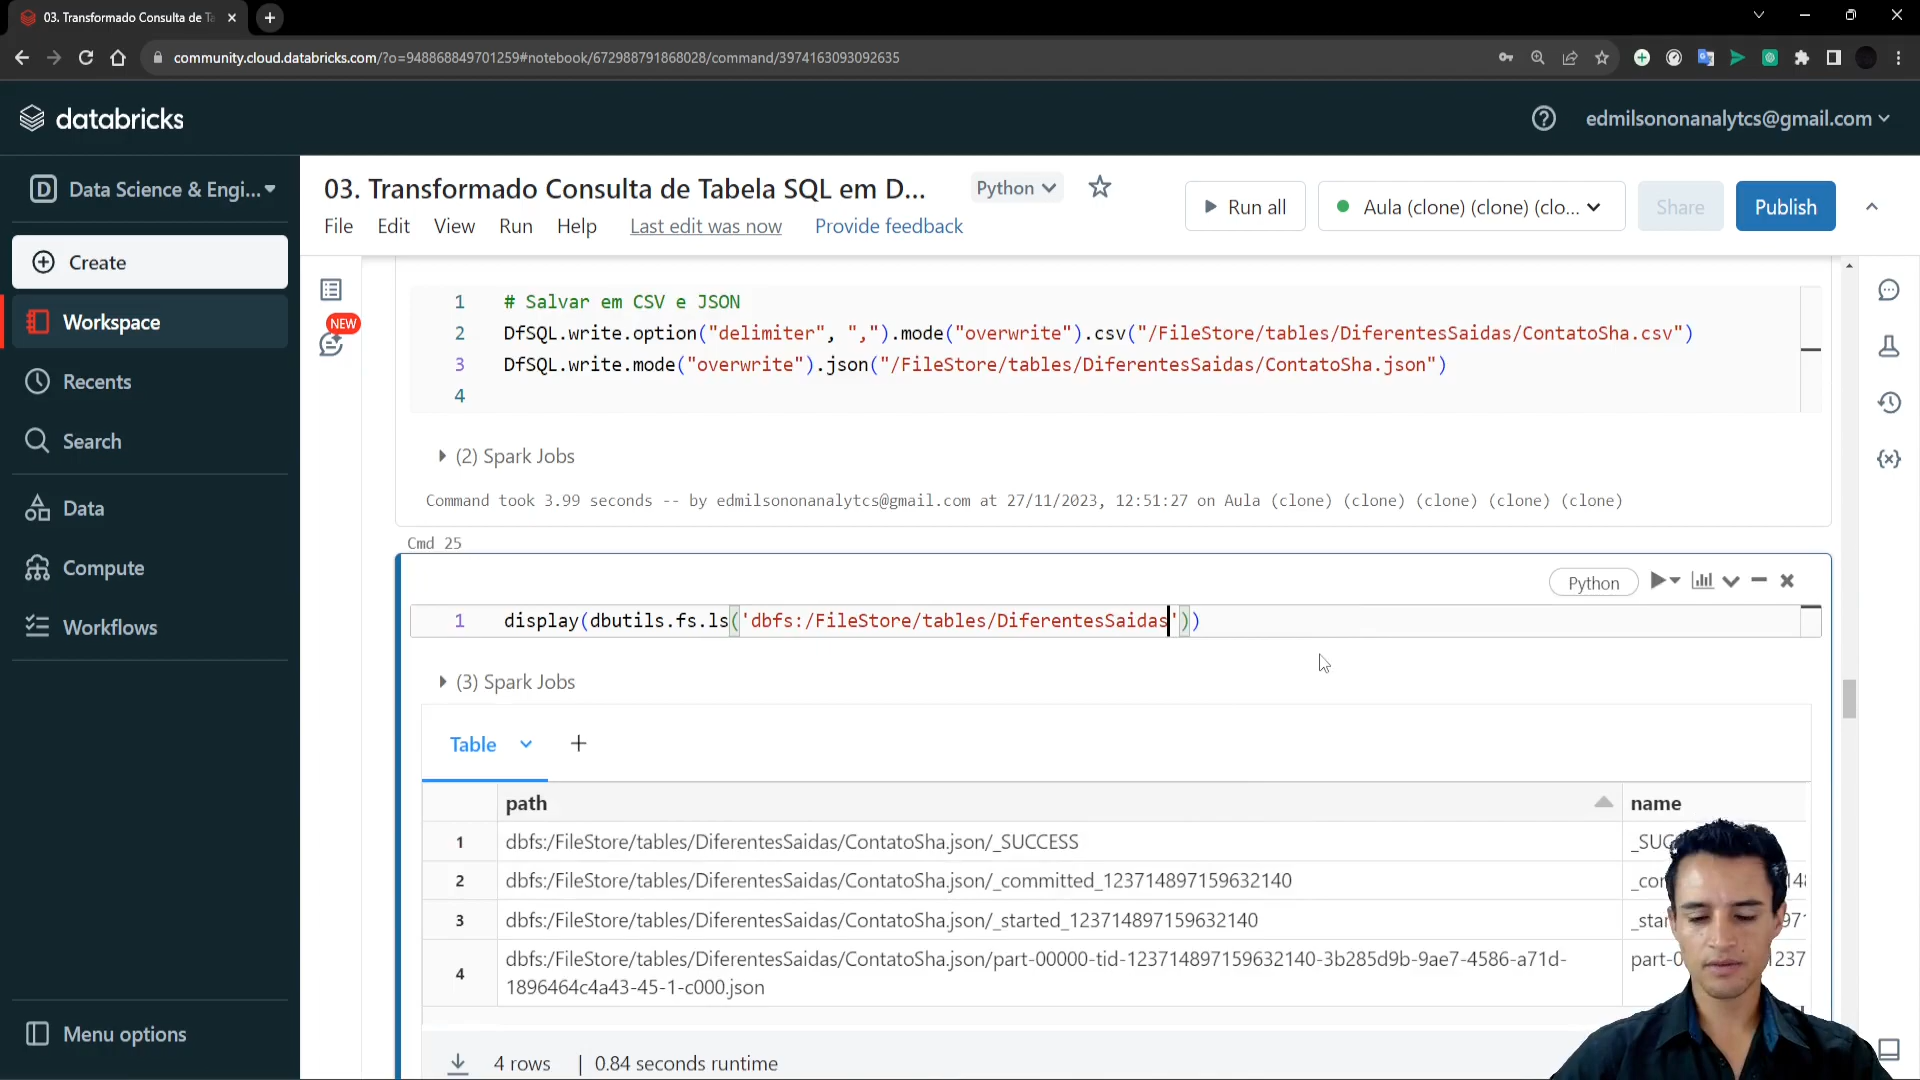 03. Transformado Consulta de Ta
community.cloud.databricks.com/?o=948868849701259#notebook/672988791868028/command/3974163093092635
databricks
edmilsononanalytcs@gmail.com
Data Science & Engi...
Create
Workspace
Recents
Search
Data
Compute
Workflows
Menu options
03. Transformado Consulta de Tabela SQL em D...
Python
File Edit View Run Help Last edit was now Provide feedback
Run all
Aula (clone) (clone) (clo...
Share
Publish
NEW
1 # Salvar em CSV e JSON
2 DfSQL.write.option("delimiter", ",").mode("overwrite").csv("/FileStore/tables/DiferentesSaidas/ContatoSha.csv")
3 DfSQL.write.mode("overwrite").json("/FileStore/tables/DiferentesSaidas/ContatoSha.json")
4
(2) Spark Jobs
Command took 3.99 seconds -- by edmilsononanalytcs@gmail.com at 27/11/2023, 12:51:27 on Aula (clone) (clone) (clone) (clone) (clone)
Cmd 25
Python
1 display(dbutils.fs.ls('dbfs:/FileStore/tables/DiferentesSaidas'))
(3) Spark Jobs
Table
path name
1 dbfs:/FileStore/tables/DiferentesSaidas/ContatoSha.json/_SUCCESS
2 dbfs:/FileStore/tables/DiferentesSaidas/ContatoSha.json/_committed_123714897159632140
3 dbfs:/FileStore/tables/DiferentesSaidas/ContatoSha.json/_started_123714897159632140
4 dbfs:/FileStore/tables/DiferentesSaidas/ContatoSha.json/part-00000-tid-123714897159632140-3b285d9b-9ae7-4586-a71d-
1896464c4a43-45-1-c000.json
4 rows | 0.84 seconds runtime